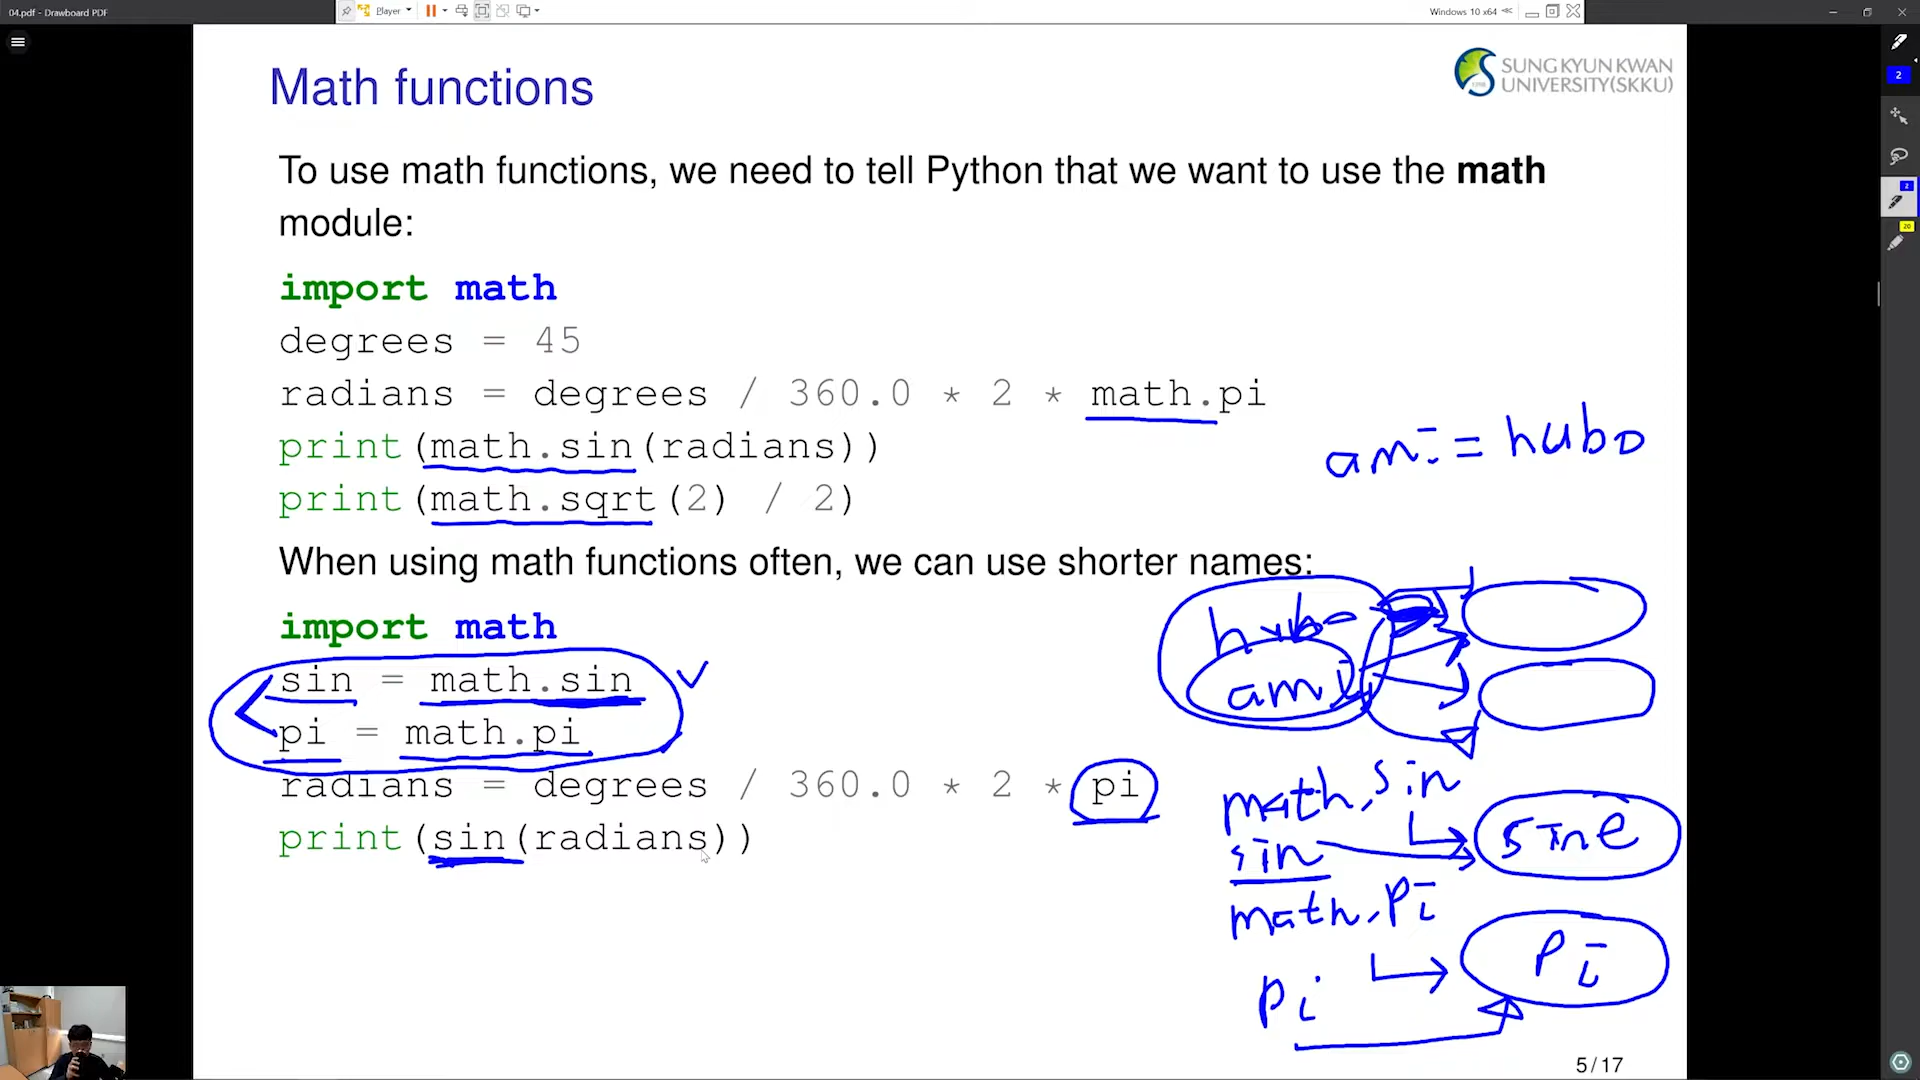 04.pdf - Drawboard PDF
Player
Windows 10 x64
2
2
20
Math functions
SUNG KYUN KWAN
UNIVERSITY(SKKU)
To use math functions, we need to tell Python that we want to use the math
module:
import math
degrees = 45
radians = degrees / 360.0 * 2 * math.pi
print(math.sin(radians))
print(math.sqrt(2) / 2)
ami = hubo
When using math functions often, we can use shorter names:
import math
sin = math.sin
pi = math.pi
radians = degrees / 360.0 * 2 * pi
print(sin(radians))
hubo
ami
math.sin
sin
sine
math.pi
pi
pi
5 / 17